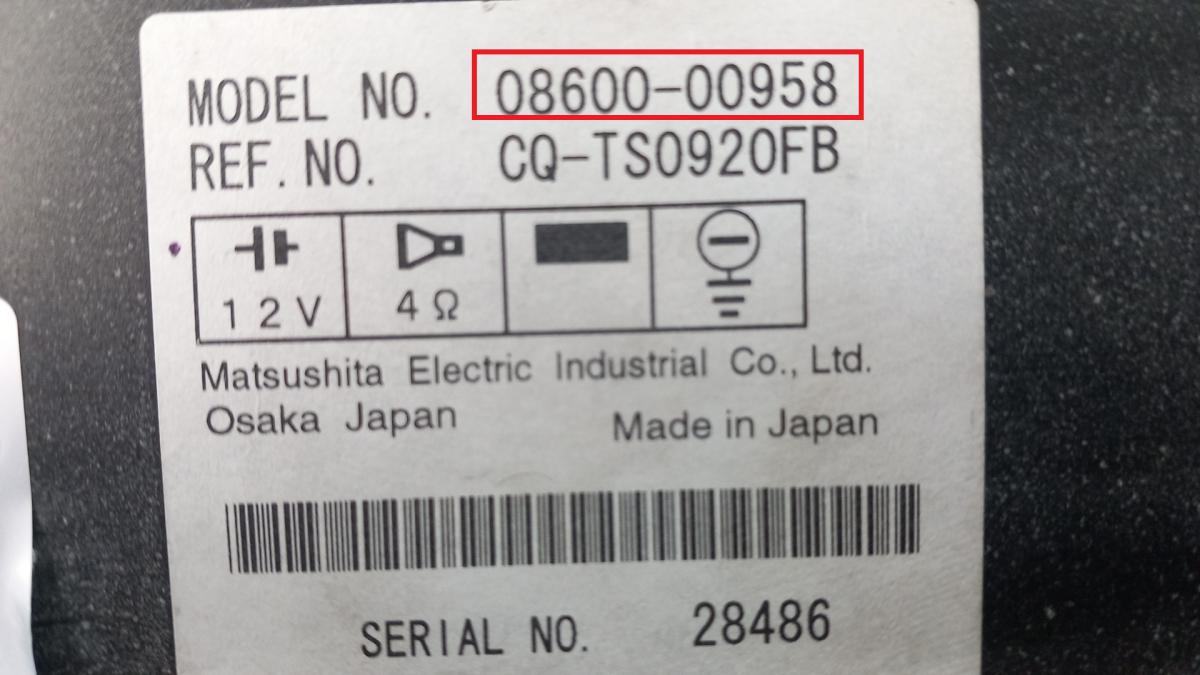 MODEL NO. 08600-00958
REF.NO. CQ-TS0920FB
12V 4Ω
Matsushita Electric Industrial Co., Ltd.
Osaka Japan Made in Japan
SERIAL NO. 28486